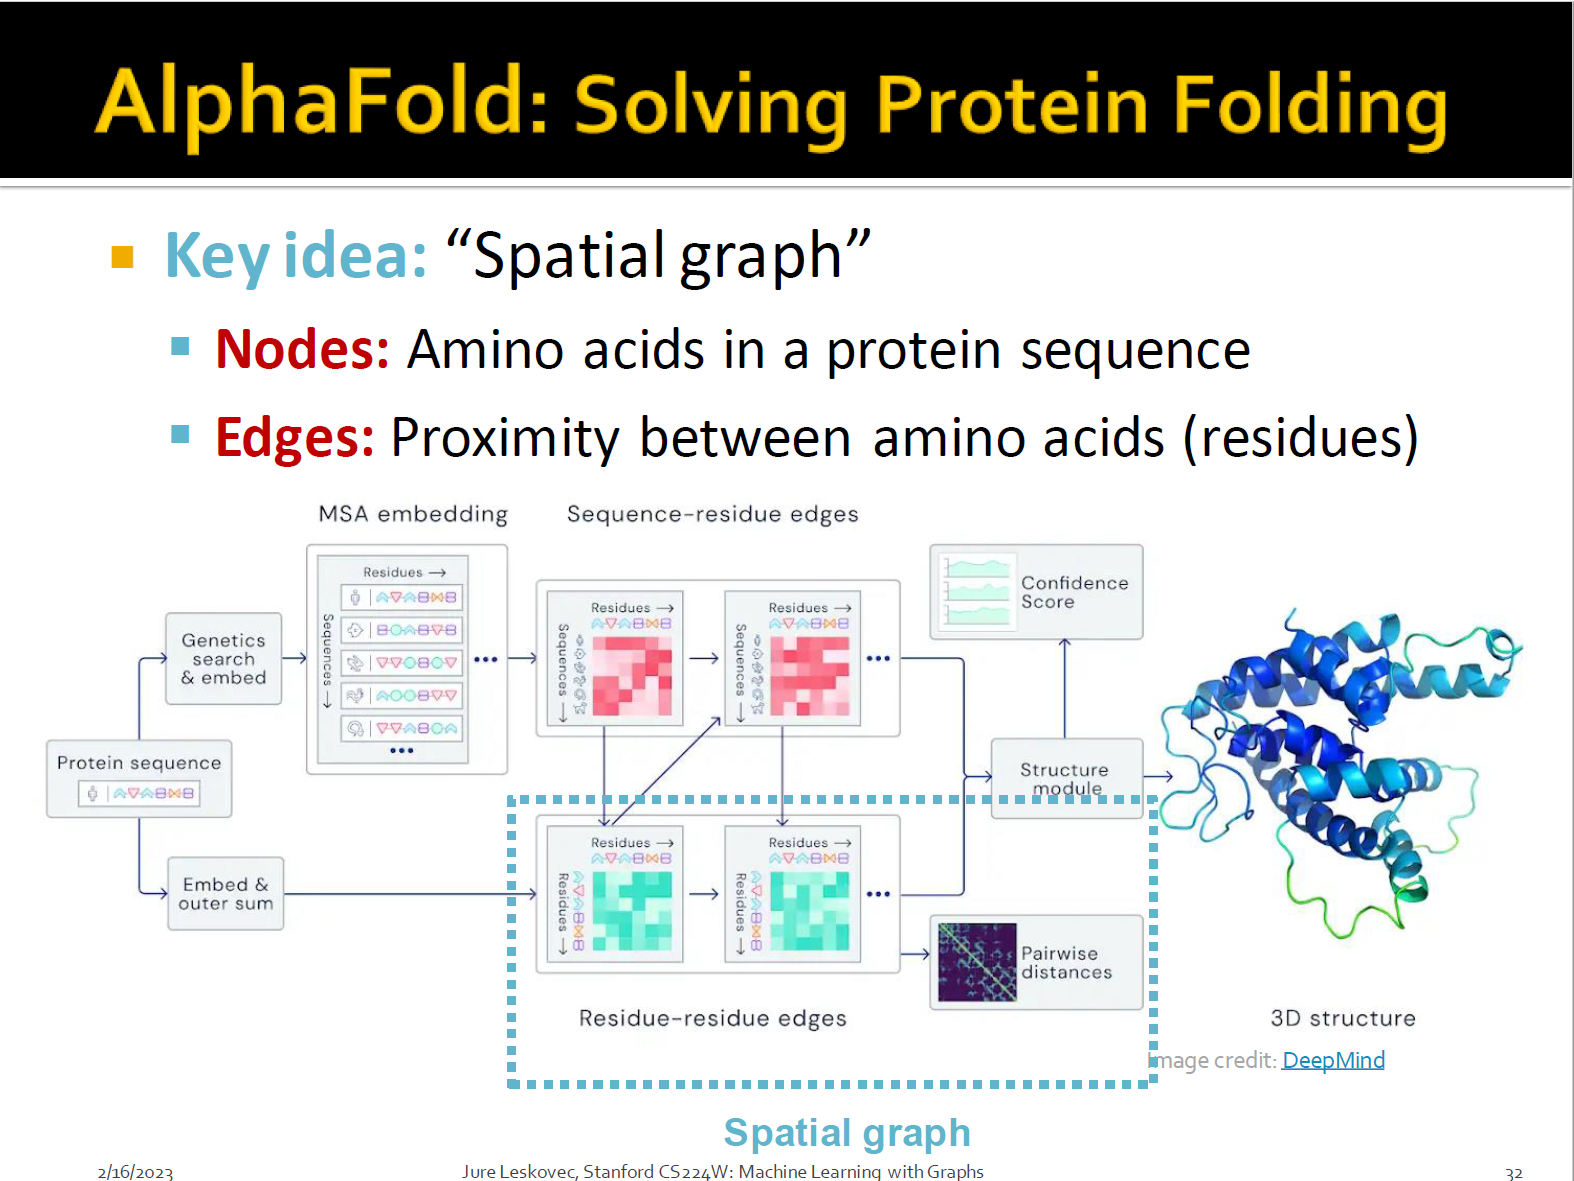 AlphaFold: Solving Protein Folding
Key idea: “Spatial graph”
Nodes: Amino acids in a protein sequence
Edges: Proximity between amino acids (residues)
MSA embedding
Sequence-residue edges
Residues →
Sequences →
Genetics
search
& embed
Protein sequence
Embed &
outer sum
Residues →
Sequences →
Residues →
Sequences →
Confidence
Score
Structure
module
Residues →
Residues →
Residues →
Residues →
Pairwise
distances
Residue-residue edges
3D structure
Image credit: DeepMind
Spatial graph
2/16/2023
Jure Leskovec, Stanford CS224W: Machine Learning with Graphs
32